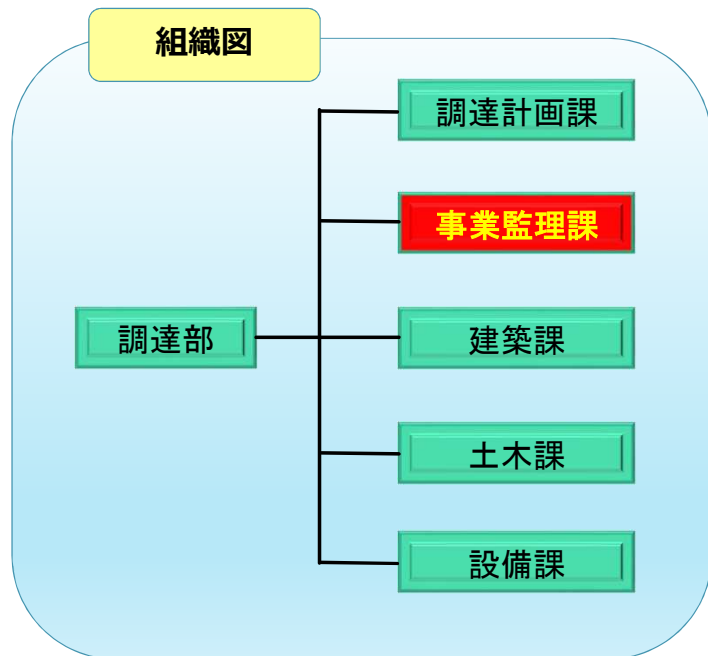 組織図
調達計画課
事業監理課
調達部
建築課
土木課
設備課